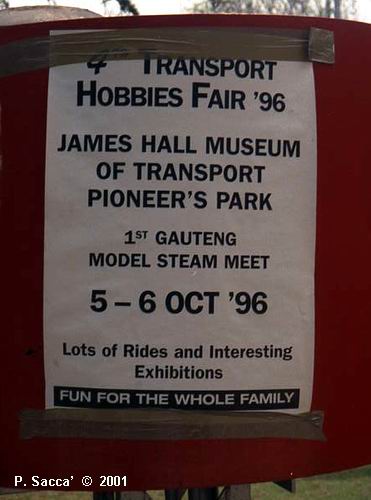 4TH TRANSPORT
HOBBIES FAIR '96
JAMES HALL MUSEUM
OF TRANSPORT
PIONEER'S PARK
1ST GAUTENG
MODEL STEAM MEET
5 – 6 OCT '96
Lots of Rides and Interesting
Exhibitions
FUN FOR THE WHOLE FAMILY
P. Sacca' © 2001